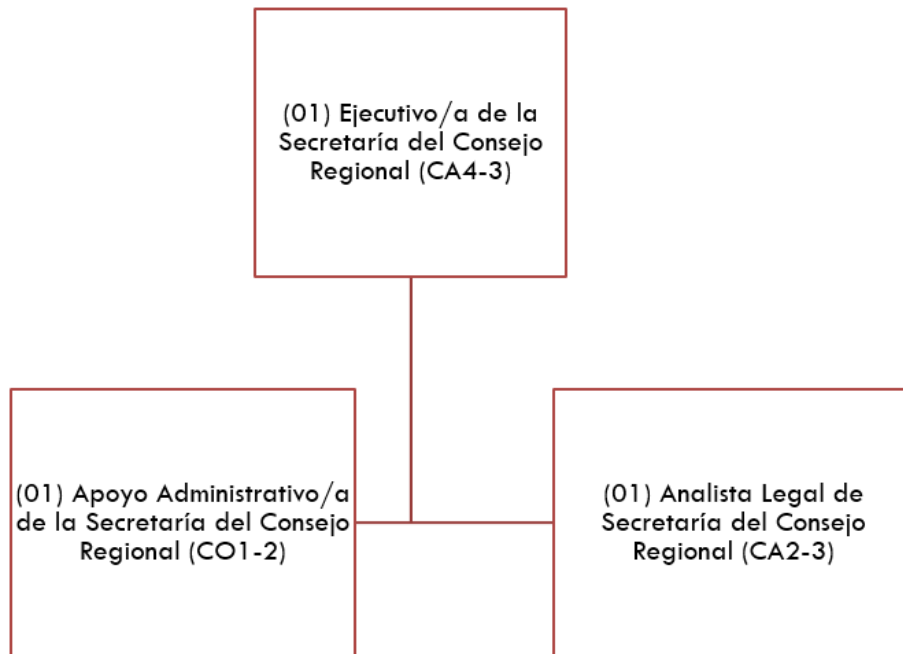 (01) Ejecutivo/a de la
Secretaría del Consejo
Regional (CA4-3)
(01) Apoyo Administrativo/a
de la Secretaría del Consejo
Regional (CO1-2)
(01) Analista Legal de
Secretaría del Consejo
Regional (CA2-3)